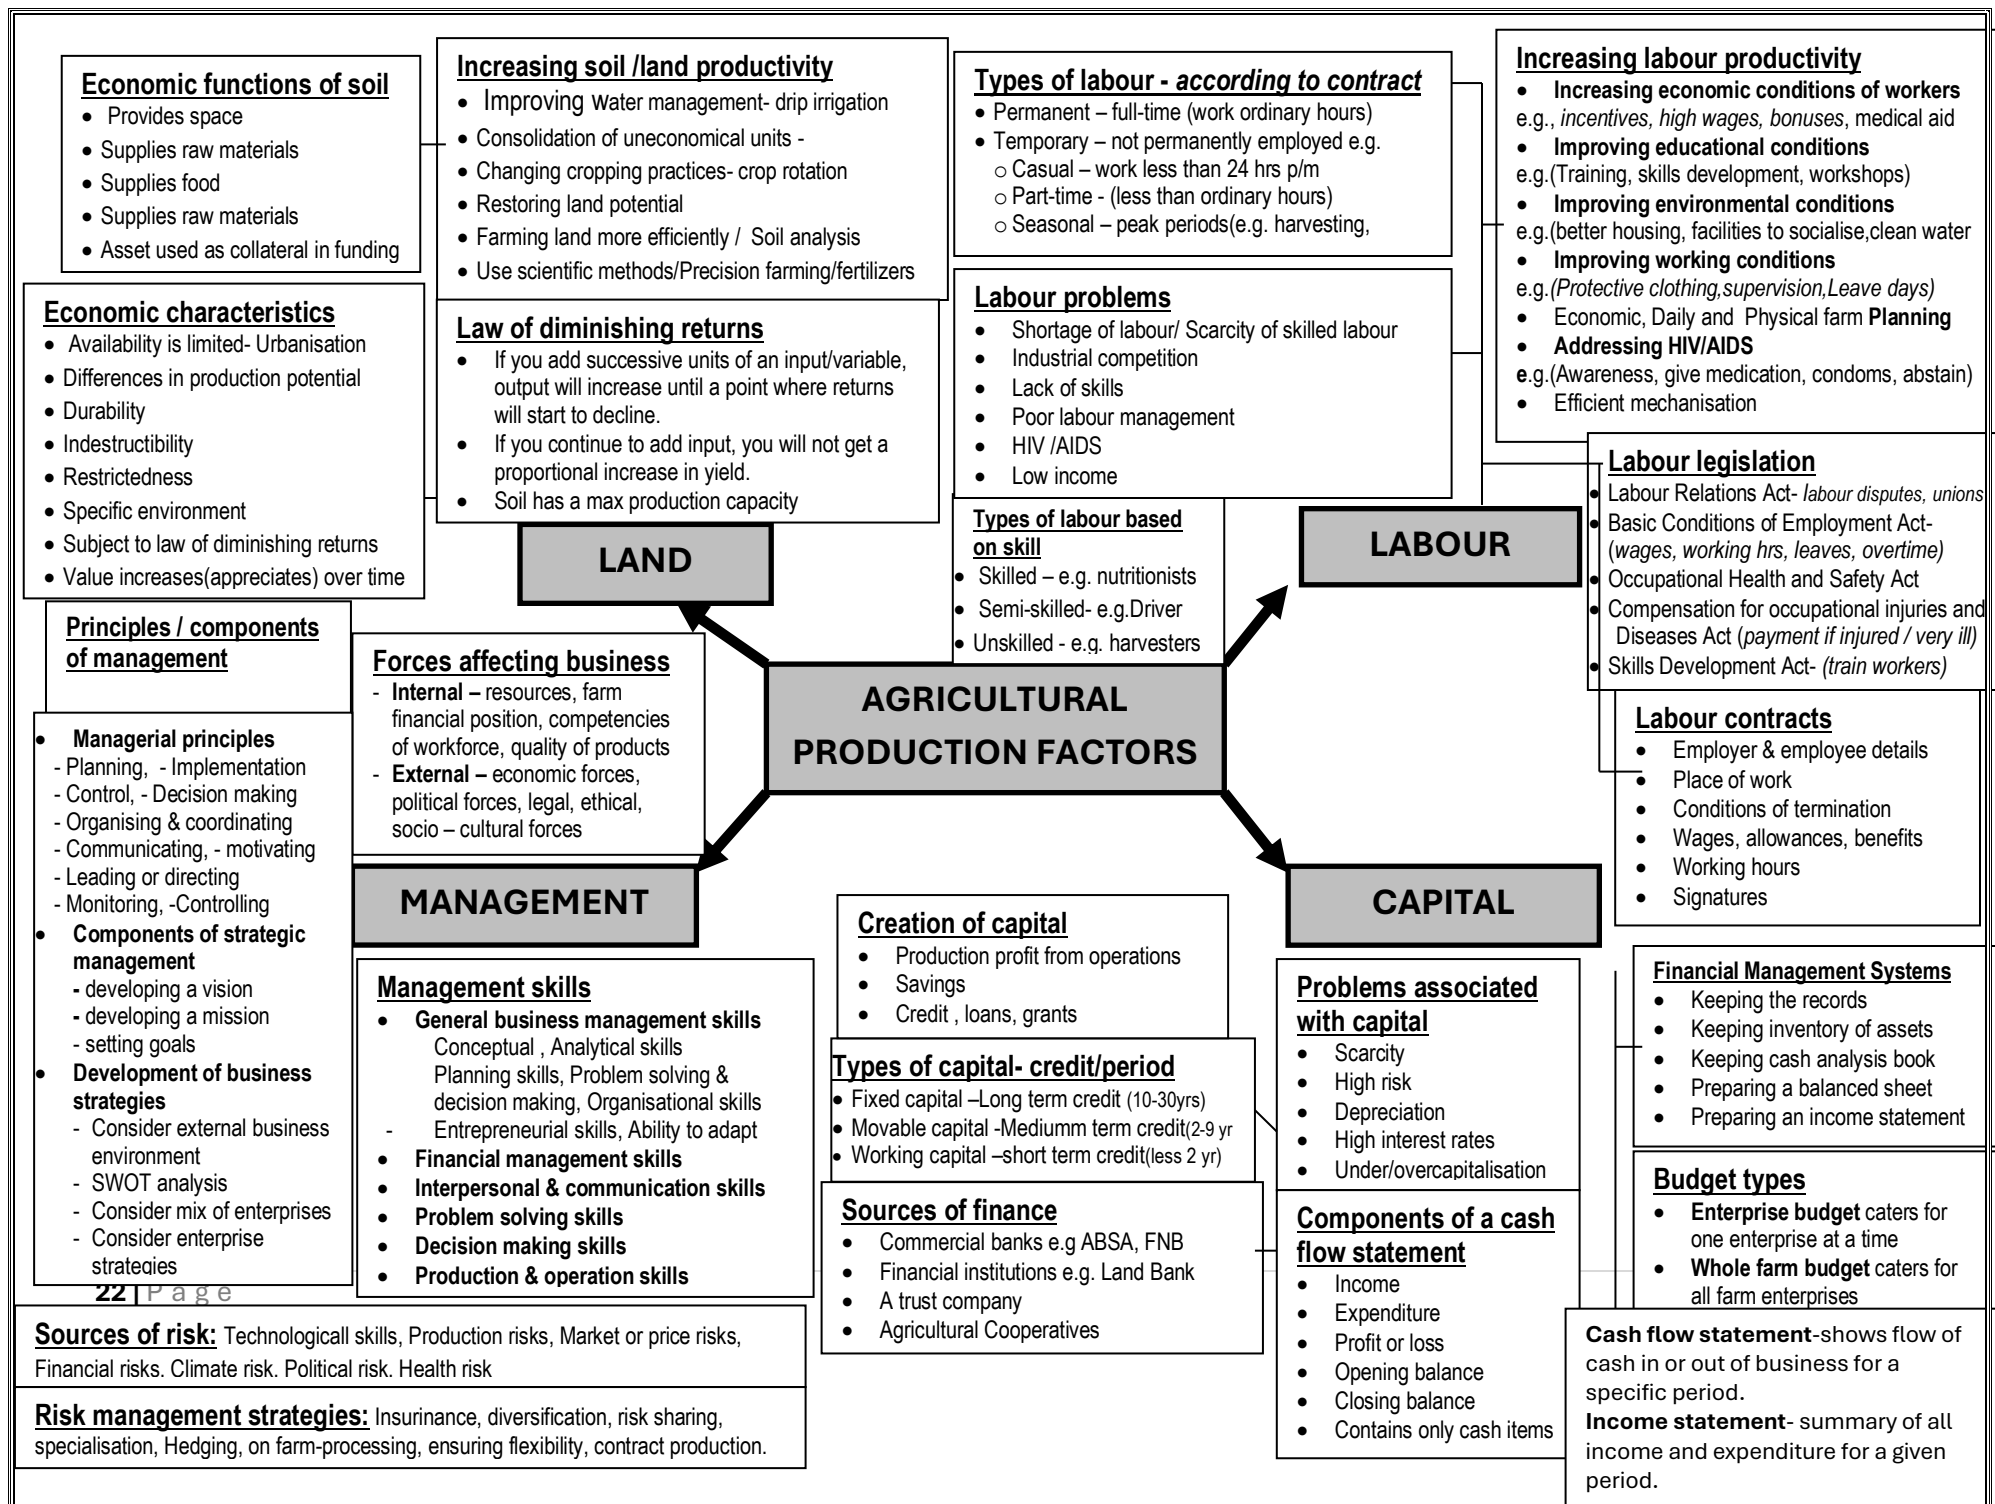 Economic functions of soil
• Provides space
• Supplies raw materials
• Supplies food
• Supplies raw materials
• Asset used as collateral in funding
Increasing soil /land productivity
• Improving water management- drip irrigation
• Consolidation of uneconomical units -
• Changing cropping practices- crop rotation
• Restoring land potential
• Farming land more efficiently / Soil analysis
• Use scientific methods/Precision farming/fertilizers
Types of labour - according to contract
• Permanent – full-time (work ordinary hours)
• Temporary – not permanently employed e.g.
o Casual – work less than 24 hrs p/m
o Part-time - (less than ordinary hours)
o Seasonal – peak periods(e.g. harvesting,
Increasing labour productivity
• Increasing economic conditions of workers
e.g., incentives, high wages, bonuses, medical aid
• Improving educational conditions
e.g.(Training, skills development, workshops)
• Improving environmental conditions
e.g.(better housing, facilities to socialise,clean water
• Improving working conditions
e.g.(Protective clothing,supervision,Leave days)
• Economic, Daily and Physical farm Planning
• Addressing HIV/AIDS
e.g.(Awareness, give medication, condoms, abstain)
• Efficient mechanisation
Economic characteristics
• Availability is limited- Urbanisation
• Differences in production potential
• Durability
• Indestructibility
• Restrictedness
• Specific environment
• Subject to law of diminishing returns
• Value increases(appreciates) over time
Law of diminishing returns
• If you add successive units of an input/variable,
output will increase until a point where returns
will start to decline.
• If you continue to add input, you will not get a
proportional increase in yield.
• Soil has a max production capacity
Labour problems
• Shortage of labour/ Scarcity of skilled labour
• Industrial competition
• Lack of skills
• Poor labour management
• HIV /AIDS
• Low income
Labour legislation
• Labour Relations Act- labour disputes, unions
• Basic Conditions of Employment Act-
(wages, working hrs, leaves, overtime)
• Occupational Health and Safety Act
• Compensation for occupational injuries and
Diseases Act (payment if injured / very ill)
• Skills Development Act- (train workers)
LAND
Types of labour based
on skill
• Skilled – e.g. nutritionists
• Semi-skilled- e.g.Driver
• Unskilled - e.g. harvesters
LABOUR
Principles / components
of management
• Managerial principles
- Planning, - Implementation
- Control, - Decision making
- Organising & coordinating
- Communicating, - motivating
- Leading or directing
- Monitoring, -Controlling
• Components of strategic
management
- developing a vision
- developing a mission
- setting goals
• Development of business
strategies
- Consider external business
environment
- SWOT analysis
- Consider mix of enterprises
- Consider enterprise
strategies
Forces affecting business
- Internal – resources, farm
financial position, competencies
of workforce, quality of products
- External – economic forces,
political forces, legal, ethical,
socio – cultural forces
AGRICULTURAL
PRODUCTION FACTORS
Labour contracts
• Employer & employee details
• Place of work
• Conditions of termination
• Wages, allowances, benefits
• Working hours
• Signatures
MANAGEMENT
CAPITAL
Management skills
• General business management skills
Conceptual , Analytical skills
Planning skills, Problem solving &
decision making, Organisational skills
- Entrepreneurial skills, Ability to adapt
• Financial management skills
• Interpersonal & communication skills
• Problem solving skills
• Decision making skills
• Production & operation skills
Creation of capital
• Production profit from operations
• Savings
• Credit , loans, grants
Types of capital- credit/period
• Fixed capital –Long term credit (10-30yrs)
• Movable capital -Mediumm term credit(2-9 yr
• Working capital –short term credit(less 2 yr)
Sources of finance
• Commercial banks e.g ABSA, FNB
• Financial institutions e.g. Land Bank
• A trust company
• Agricultural Cooperatives
Problems associated
with capital
• Scarcity
• High risk
• Depreciation
• High interest rates
• Under/overcapitalisation
Components of a cash
flow statement
• Income
• Expenditure
• Profit or loss
• Opening balance
• Closing balance
• Contains only cash items
Financial Management Systems
• Keeping the records
• Keeping inventory of assets
• Keeping cash analysis book
• Preparing a balanced sheet
• Preparing an income statement
Budget types
• Enterprise budget caters for
one enterprise at a time
• Whole farm budget caters for
all farm enterprises
22 | Page
Sources of risk: Technologicall skills, Production risks, Market or price risks,
Financial risks. Climate risk. Political risk. Health risk
Risk management strategies: Insurinance, diversification, risk sharing,
specialisation, Hedging, on farm-processing, ensuring flexibility, contract production.
Cash flow statement-shows flow of
cash in or out of business for a
specific period.
Income statement- summary of all
income and expenditure for a given
period.